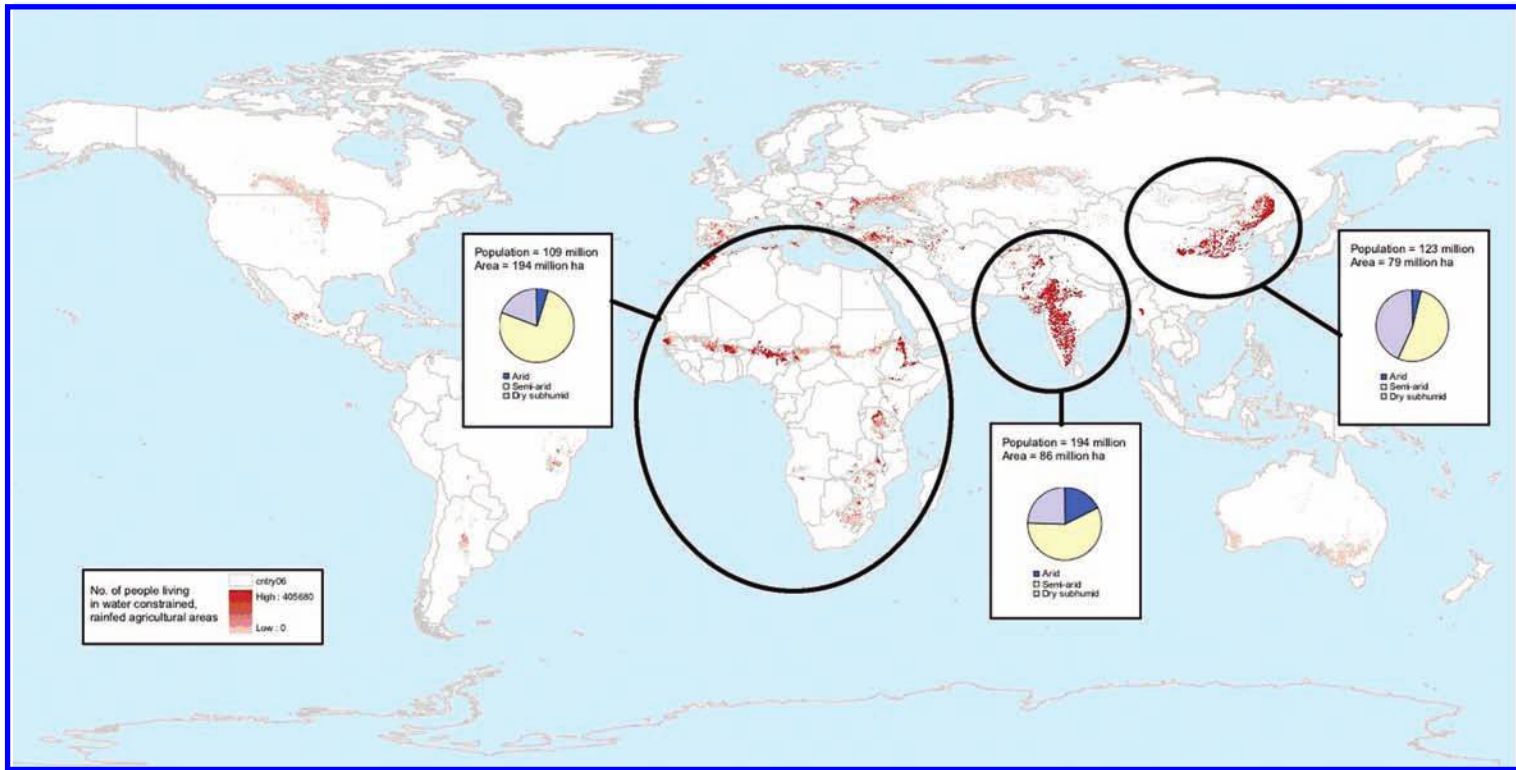 Population = 109 million
Area = 194 million ha
Arid
Semi-arid
Dry subhumid
Population = 194 million
Area = 86 million ha
Arid
Semi-arid
Dry subhumid
Population = 123 million
Area = 79 million ha
Arid
Semi-arid
Dry subhumid
No. of people living
in water constrained,
rainfed agricultural areas
cntry06
High : 405680
Low : 0